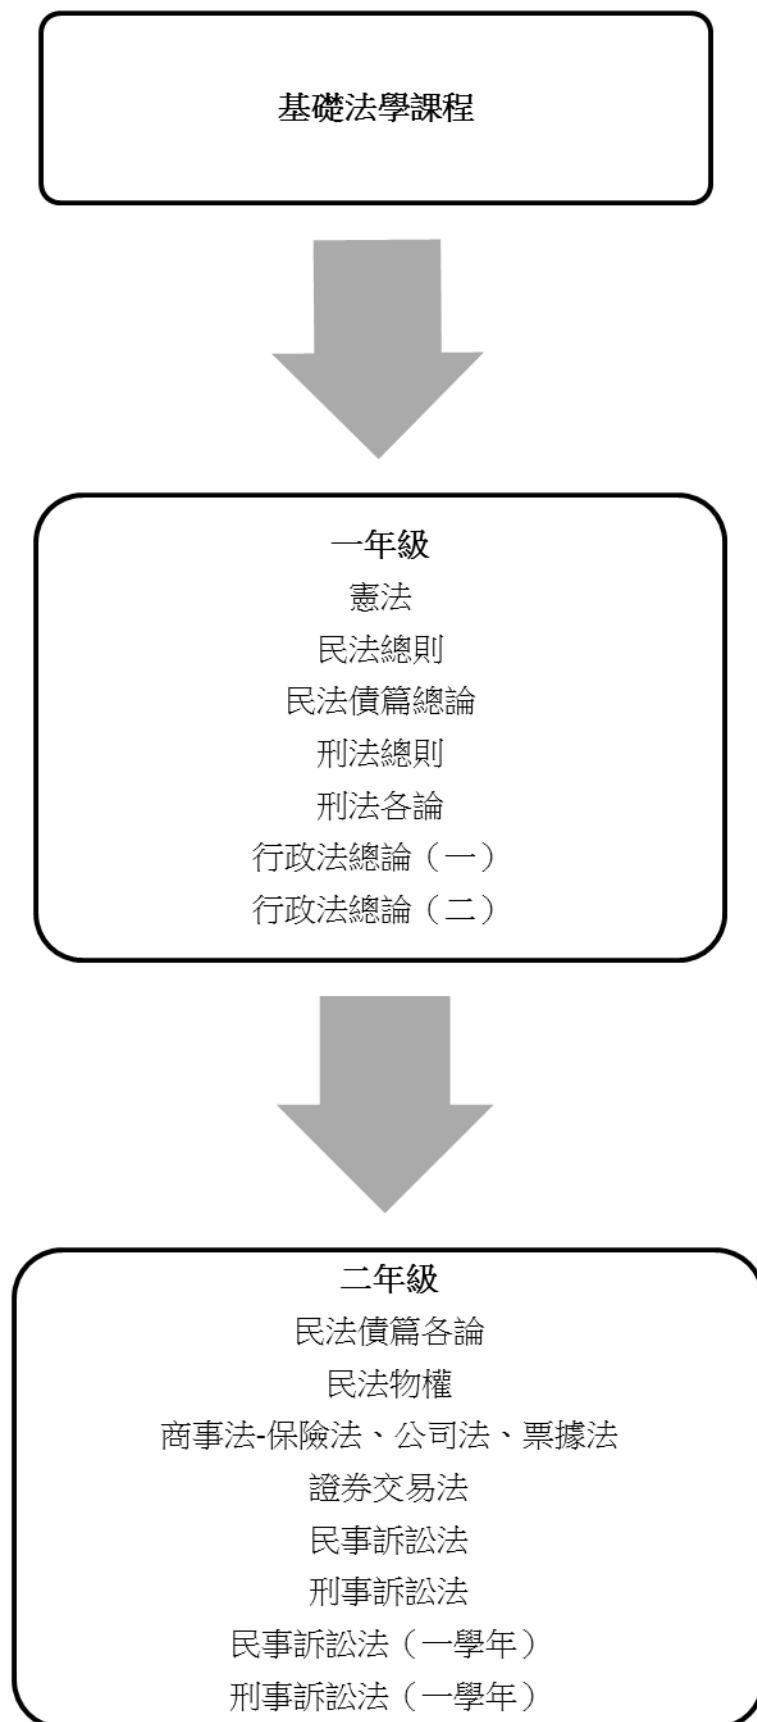 基礎法學課程
一年級
憲法
民法總則
民法債篇總論
刑法總則
刑法各論
行政法總論（一）
行政法總論（二）
二年級
民法債篇各論
民法物權
商事法-保險法、公司法、票據法
證券交易法
民事訴訟法
刑事訴訟法
民事訴訟法（一學年）
刑事訴訟法（一學年）